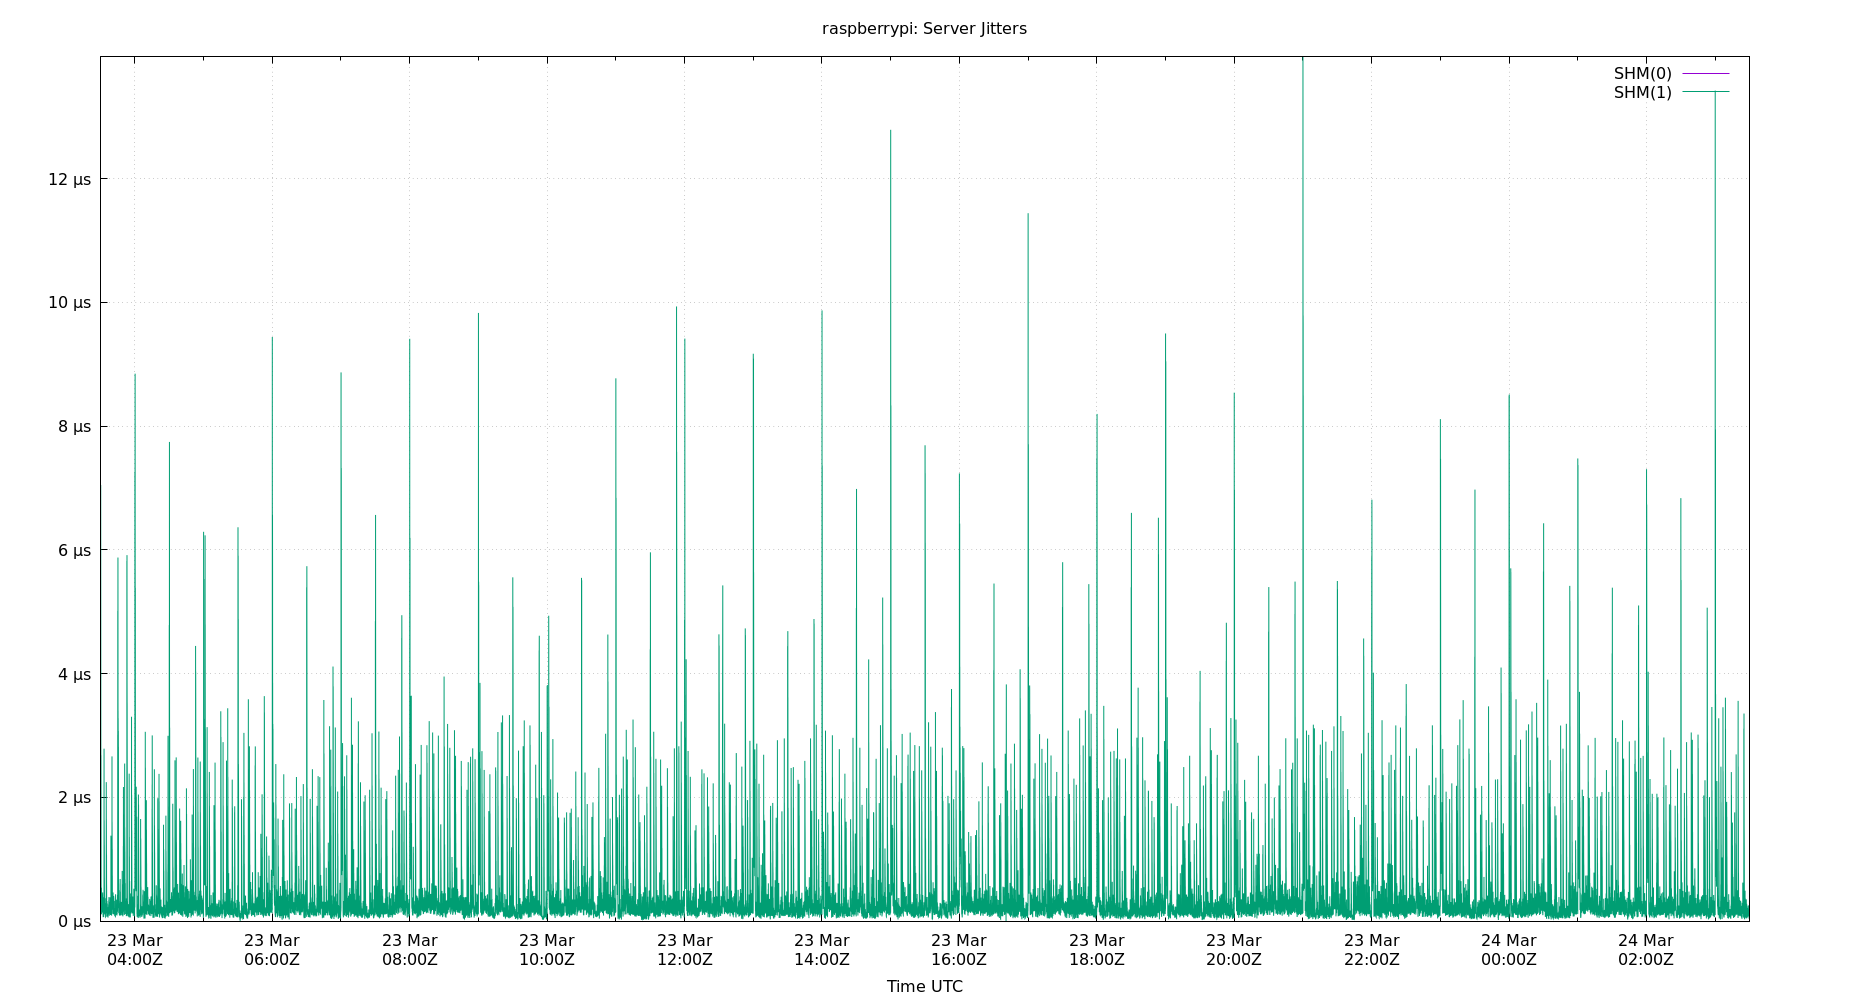 raspberrypi: Server Jitters
SHM(0)
SHM(1)
12 µs
10 µs
8 µs
6 µs
4 µs
2 µs
0 µs
23 Mar 23 Mar 23 Mar 23 Mar 23 Mar 23 Mar 23 Mar 23 Mar 23 Mar 23 Mar 24 Mar 24 Mar
04:00Z 06:00Z 08:00Z 10:00Z 12:00Z 14:00Z 16:00Z 18:00Z 20:00Z 22:00Z 00:00Z 02:00Z
Time UTC